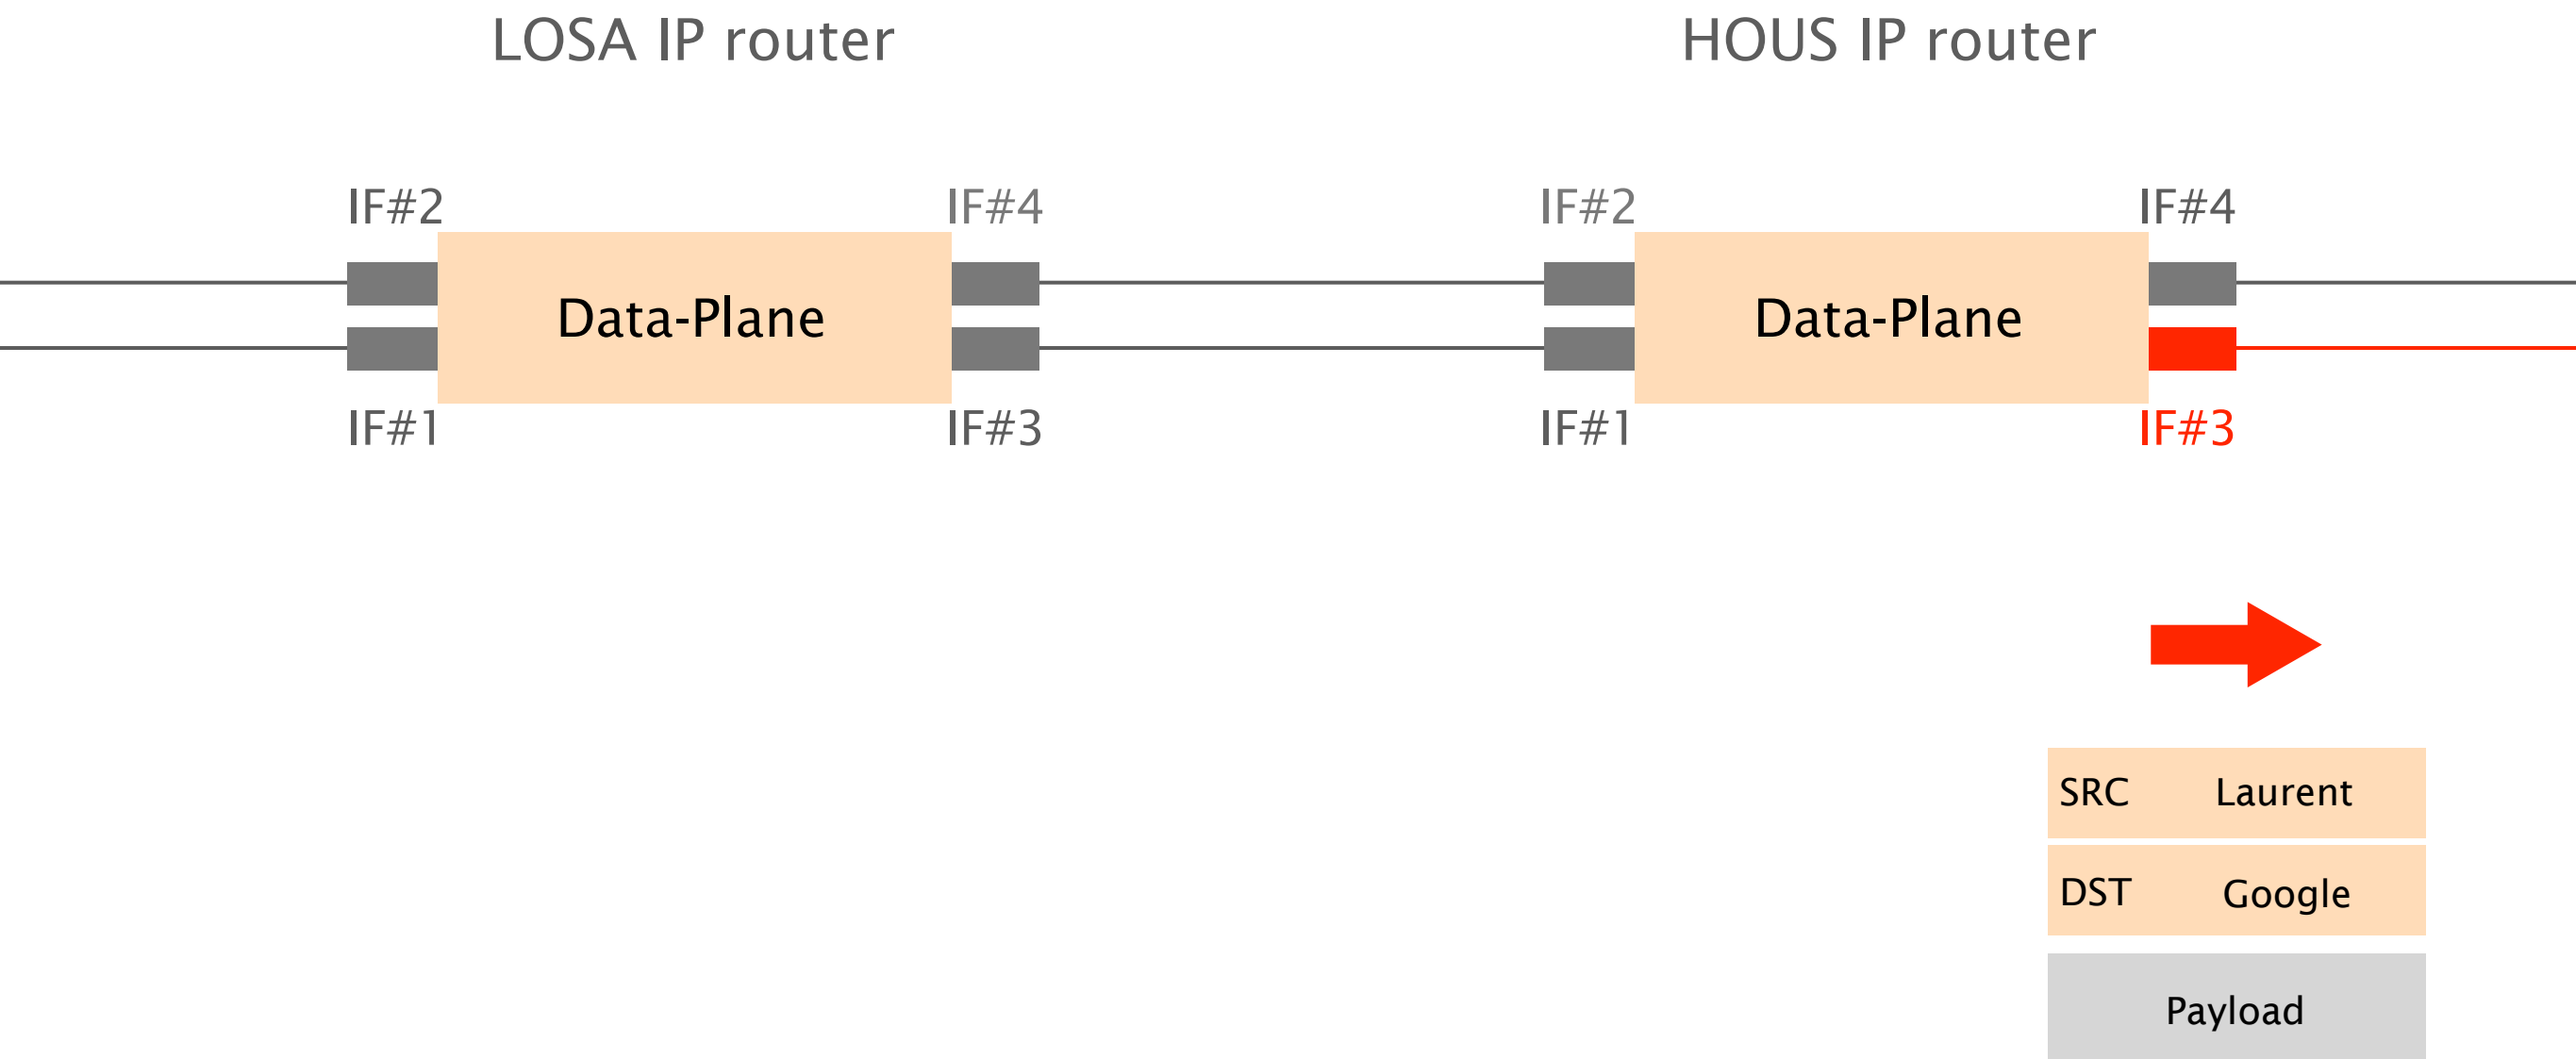 LOSA IP router
HOUS IP router
IF#2
IF#4
IF#2
IF#4
Data-Plane
Data-Plane
IF#1
IF#3
IF#1
IF#3
SRC Laurent
DST Google
Payload